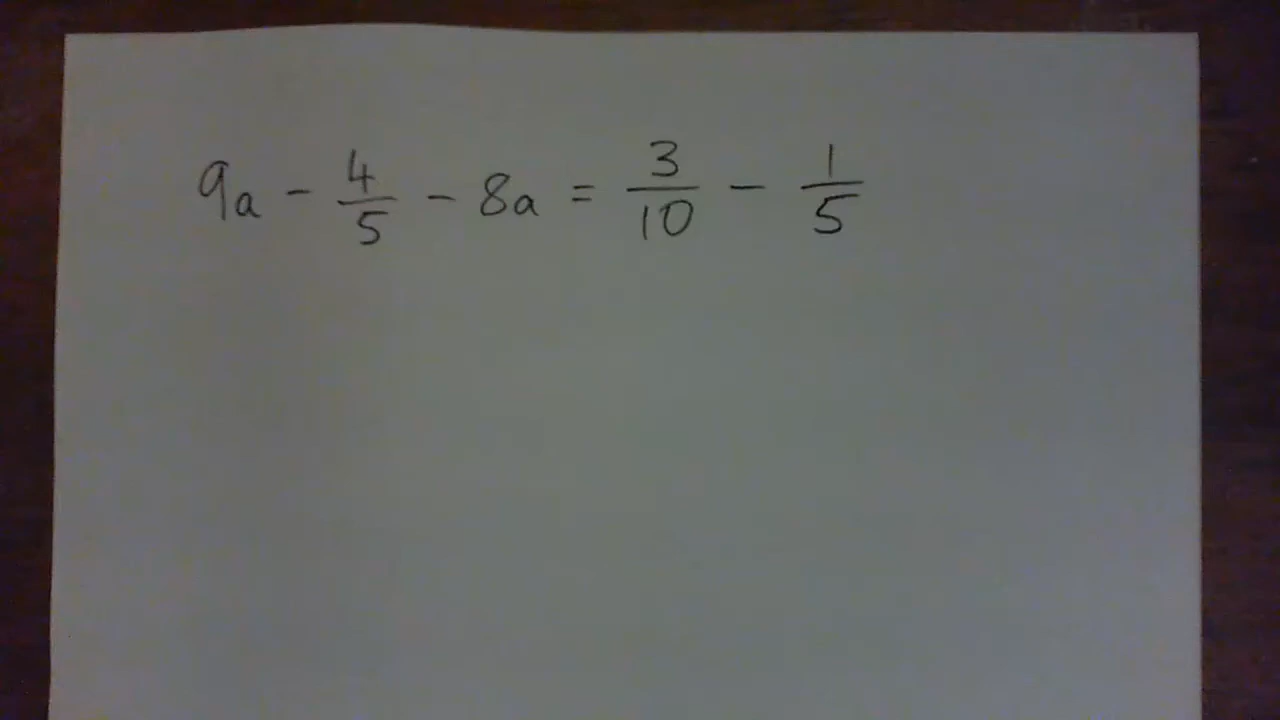 9a - 4/5 - 8a = 3/10 - 1/5